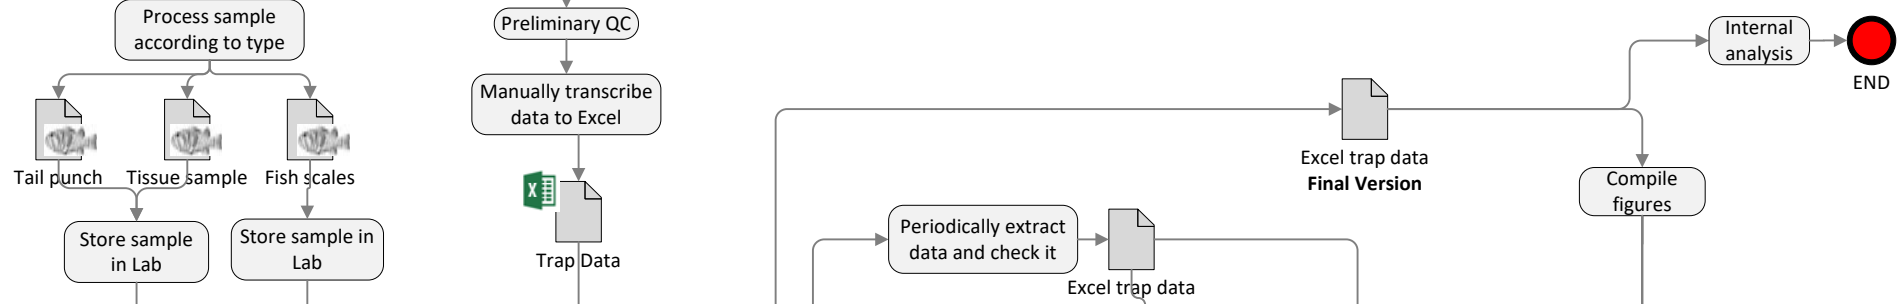 Process sample
according to type
Tail punch
Tissue sample
Fish scales
Store sample
in Lab
Store sample in
Lab
Preliminary QC
Manually transcribe
data to Excel
X
Trap Data
Periodically extract
data and check it
Excel trap data
Excel trap data
Final Version
Internal
analysis
END
Compile
figures